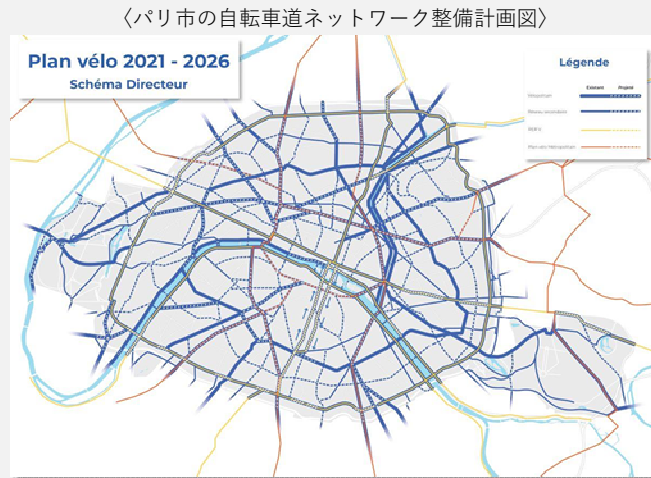 〈パリ市の自転車道ネットワーク整備計画図〉
Plan vélo 2021 - 2026
Schéma Directeur
Légende
Existant Projeté